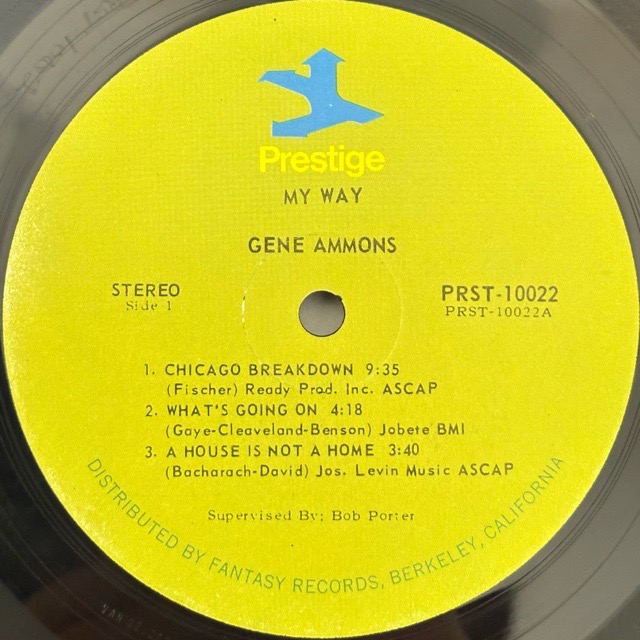 Prestige
MY WAY
GENE AMMONS
STEREO
Side 1
PRST-10022
PRST-10022A
1. CHICAGO BREAKDOWN 9:35
(Fischer) Ready Prod. Inc. ASCAP
2. WHAT'S GOING ON 4:18
(Gaye-Cleaveland-Benson) Jobete BMI
3. A HOUSE IS NOT A HOME 3:40
(Bacharach-David) Jos. Levin Music ASCAP
Supervised By: Bob Porter
DISTRIBUTED BY FANTASY RECORDS, BERKELEY, CALIFORNIA